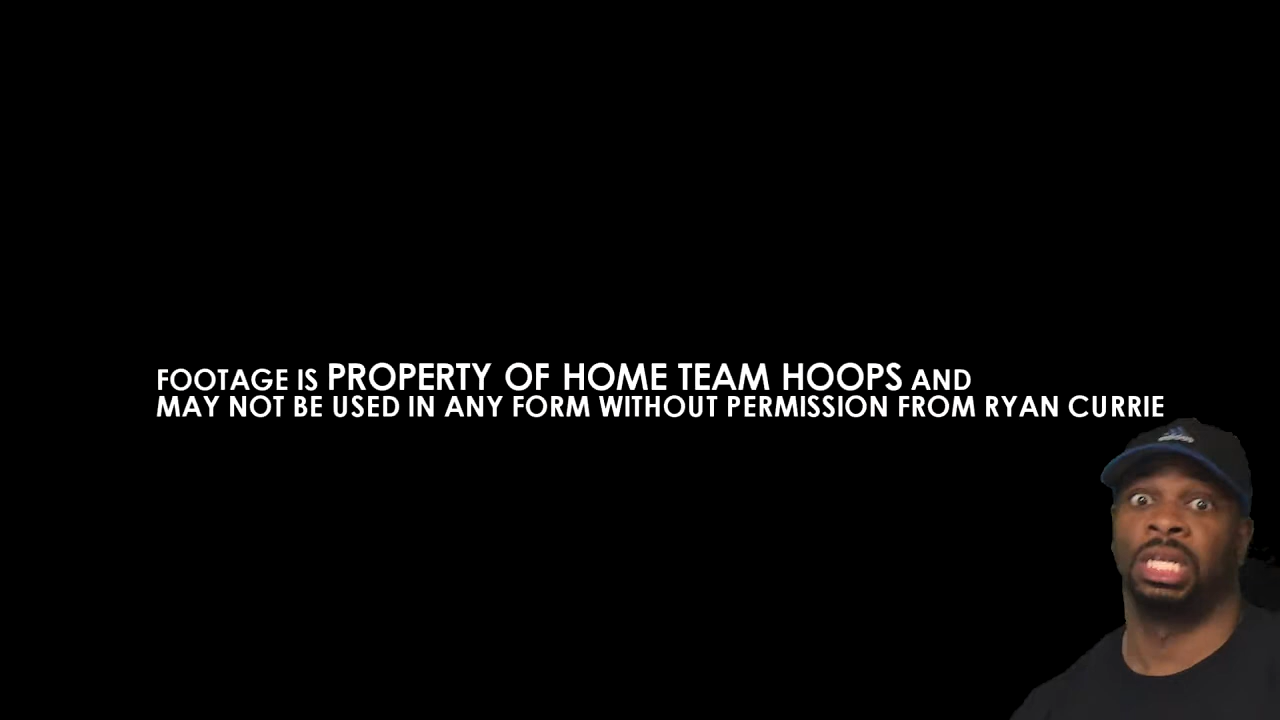 FOOTAGE IS PROPERTY OF HOME TEAM HOOPS AND
MAY NOT BE USED IN ANY FORM WITHOUT PERMISSION FROM RYAN CURRIE